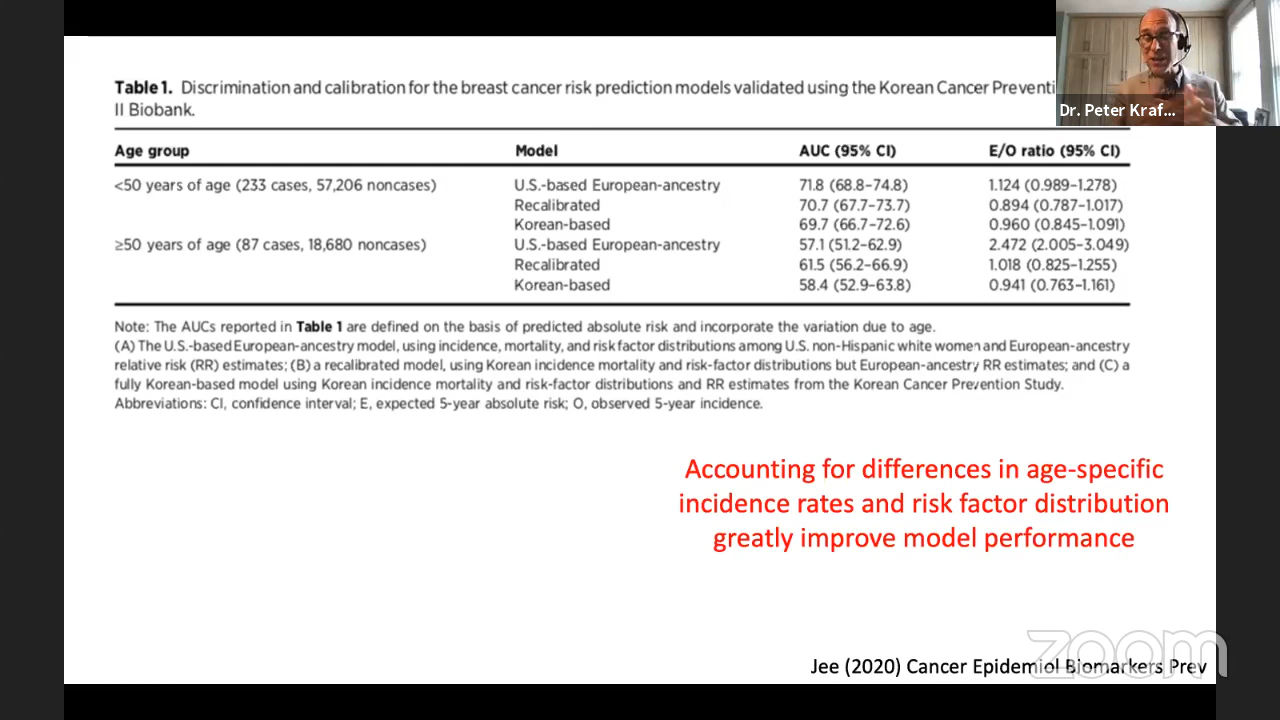 Table 1. Discrimination and calibration for the breast cancer risk prediction models validated using the Korean Cancer Preventi
II Biobank.
Dr. Peter Kraf...
Age group Model AUC (95% CI) E/O ratio (95% CI)
<50 years of age (233 cases, 57,206 noncases) U.S.-based European-ancestry 71.8 (68.8–74.8) 1.124 (0.989–1.278)
Recalibrated 70.7 (67.7–73.7) 0.894 (0.787–1.017)
Korean-based 69.7 (66.7–72.6) 0.960 (0.845–1.091)
≥50 years of age (87 cases, 18,680 noncases) U.S.-based European-ancestry 57.1 (51.2–62.9) 2.472 (2.005–3.049)
Recalibrated 61.5 (56.2–66.9) 1.018 (0.825–1.255)
Korean-based 58.4 (52.9–63.8) 0.941 (0.763–1.161)
Note: The AUCs reported in Table 1 are defined on the basis of predicted absolute risk and incorporate the variation due to age.
(A) The U.S.-based European-ancestry model, using incidence, mortality, and risk factor distributions among U.S. non-Hispanic white women and European-ancestry
relative risk (RR) estimates; (B) a recalibrated model, using Korean incidence mortality and risk-factor distributions but European-ancestry RR estimates; and (C) a
fully Korean-based model using Korean incidence mortality and risk-factor distributions and RR estimates from the Korean Cancer Prevention Study.
Abbreviations: CI, confidence interval; E, expected 5-year absolute risk; O, observed 5-year incidence.
Accounting for differences in age-specific
incidence rates and risk factor distribution
greatly improve model performance
zoom
Jee (2020) Cancer Epidemiol Biomarkers Prev